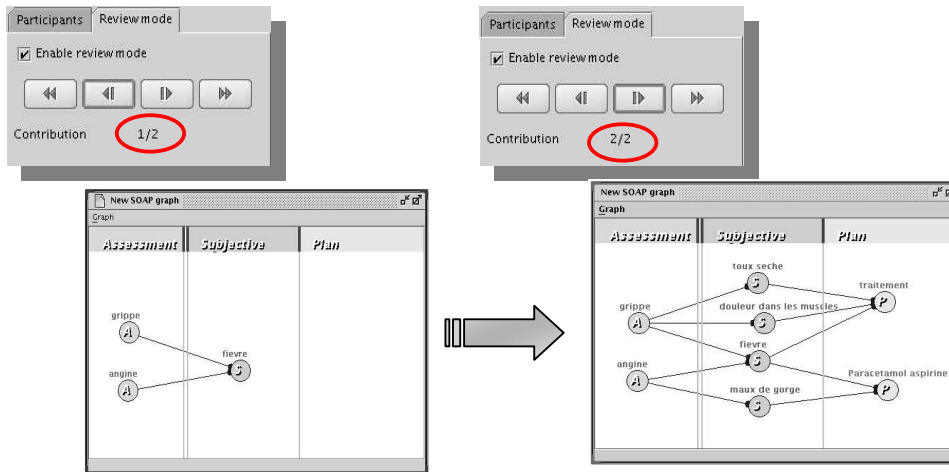 Participants Review mode
Enable review mode
Contribution 1/2
Participants Review mode
Enable review mode
Contribution 2/2
New SOAP graph
Graph
Assessment Subjective Plan
grippe
A
fievre
S
angine
A
New SOAP graph
Graph
Assessment Subjective Plan
toux seche
S
traitement
P
grippe
A
douleur dans les muscles
S
fievre
S
angine
A
Paracetamol aspirine
P
maux de gorge
S